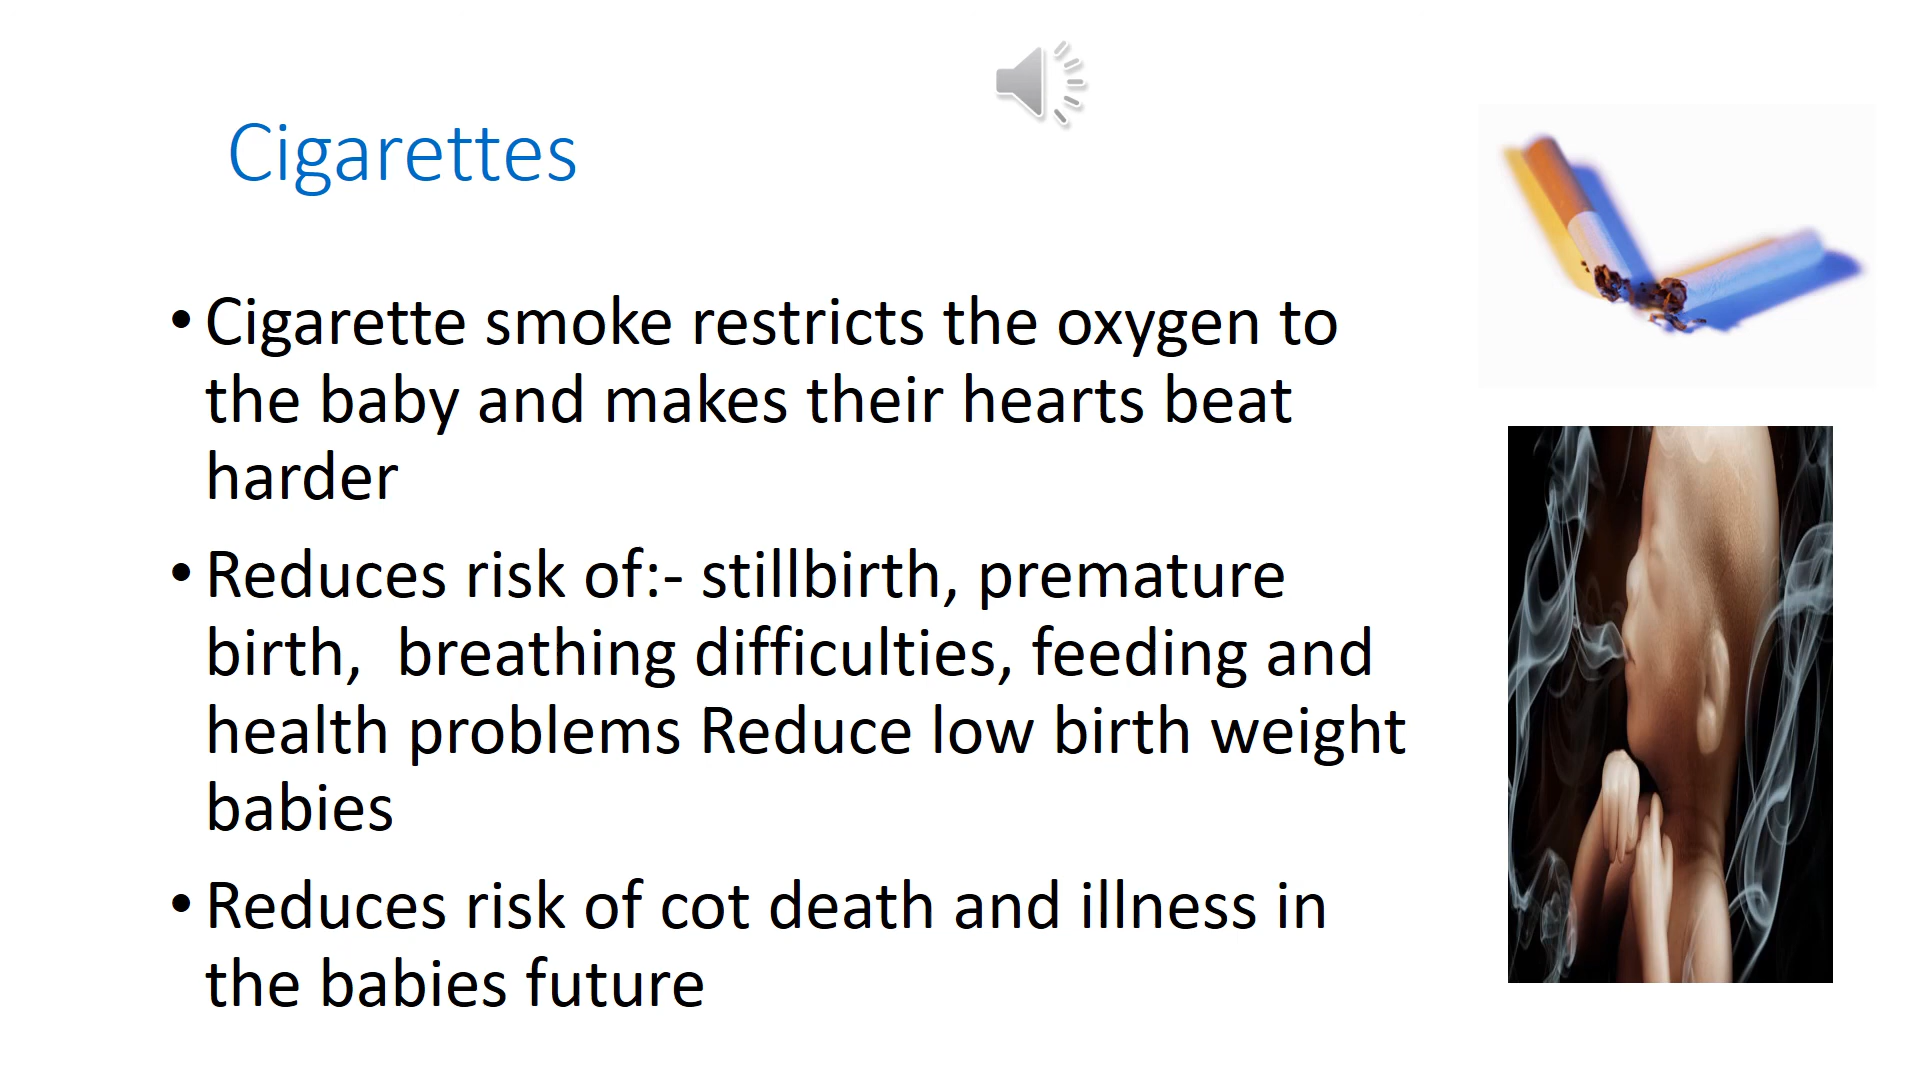 Cigarettes
• Cigarette smoke restricts the oxygen to
the baby and makes their hearts beat
harder
• Reduces risk of:- stillbirth, premature
birth,  breathing difficulties, feeding and
health problems Reduce low birth weight
babies
• Reduces risk of cot death and illness in
the babies future